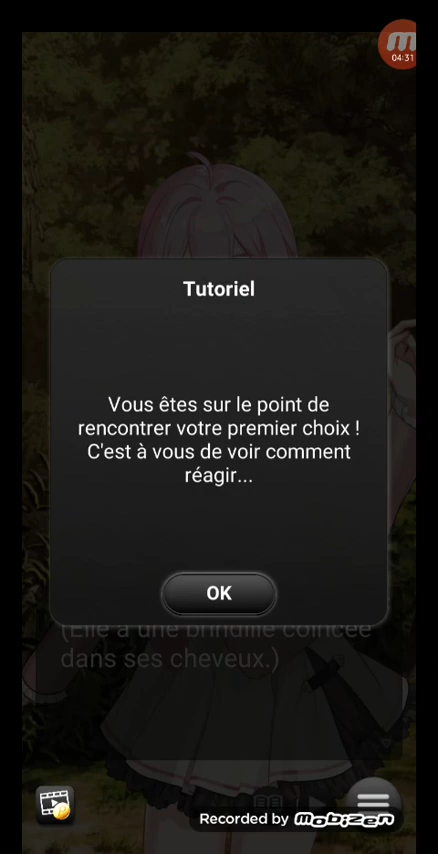 04:31
Tutoriel
Vous êtes sur le point de
rencontrer votre premier choix !
C'est à vous de voir comment
réagir...
OK
(Elle a une brindille coincée
dans ses cheveux.)
Recorded by Mobizen